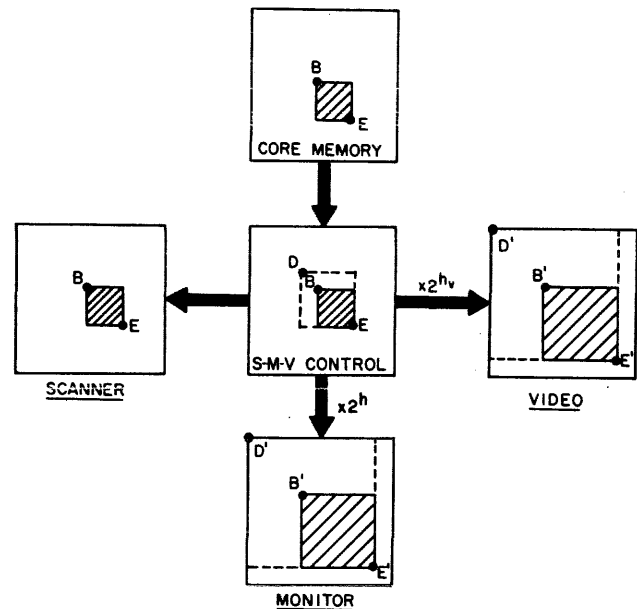 B
E
CORE MEMORY
B
E
SCANNER
D
B
E
S-M-V CONTROL
x2^hv
D'
B'
E'
VIDEO
x2^h
D'
B'
E'
MONITOR